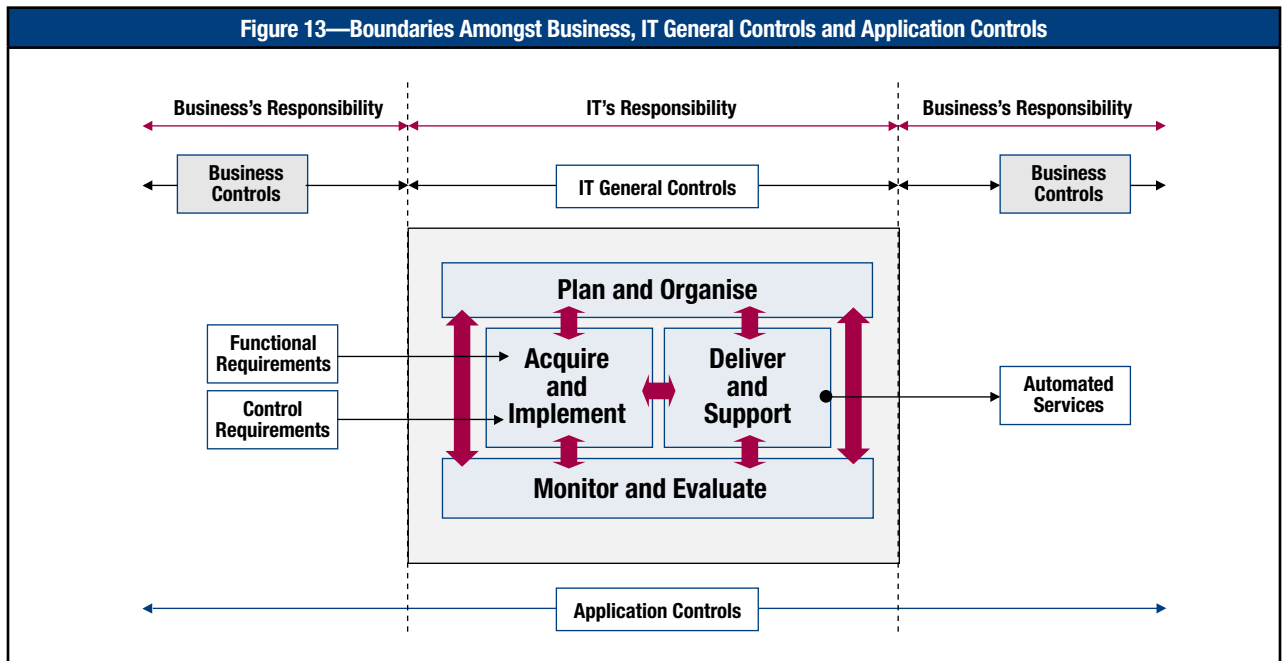 Figure 13—Boundaries Amongst Business, IT General Controls and Application Controls
Business's Responsibility
IT's Responsibility
Business's Responsibility
Business
Controls
IT General Controls
Business
Controls
Plan and Organise
Functional
Requirements
Control
Requirements
Acquire
and
Implement
Deliver
and
Support
Automated
Services
Monitor and Evaluate
Application Controls